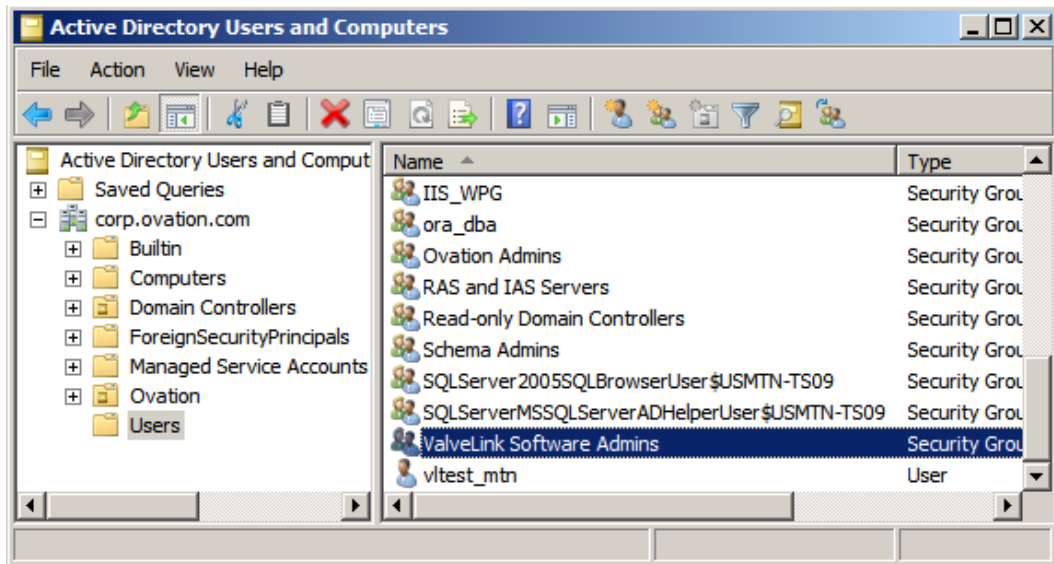 Active Directory Users and Computers
File Action View Help
Active Directory Users and Comput
Saved Queries
corp.ovation.com
Builtin
Computers
Domain Controllers
ForeignSecurityPrincipals
Managed Service Accounts
Ovation
Users
Name Type
IIS_WPG Security Grou
ora_dba Security Grou
Ovation Admins Security Grou
RAS and IAS Servers Security Grou
Read-only Domain Controllers Security Grou
Schema Admins Security Grou
SQLServer2005SQLBrowserUser$USMTN-TS09 Security Grou
SQLServerMSSQLServerADHelperUser$USMTN-TS09 Security Grou
ValveLink Software Admins Security Grou
vltest_mtn User